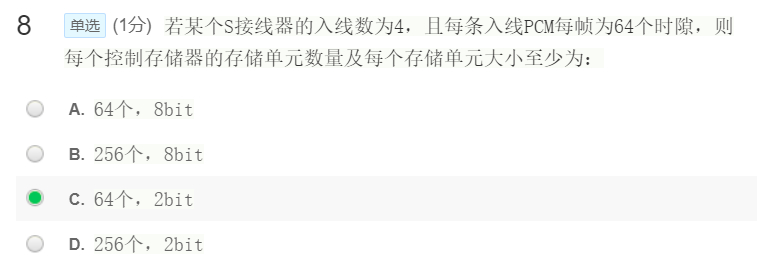 8 单选 (1分) 若某个S接线器的入线数为4，且每条入线PCM每帧为64个时隙，则
每个控制存储器的存储单元数量及每个存储单元大小至少为：
A. 64个，8bit
B. 256个，8bit
C. 64个，2bit
D. 256个，2bit